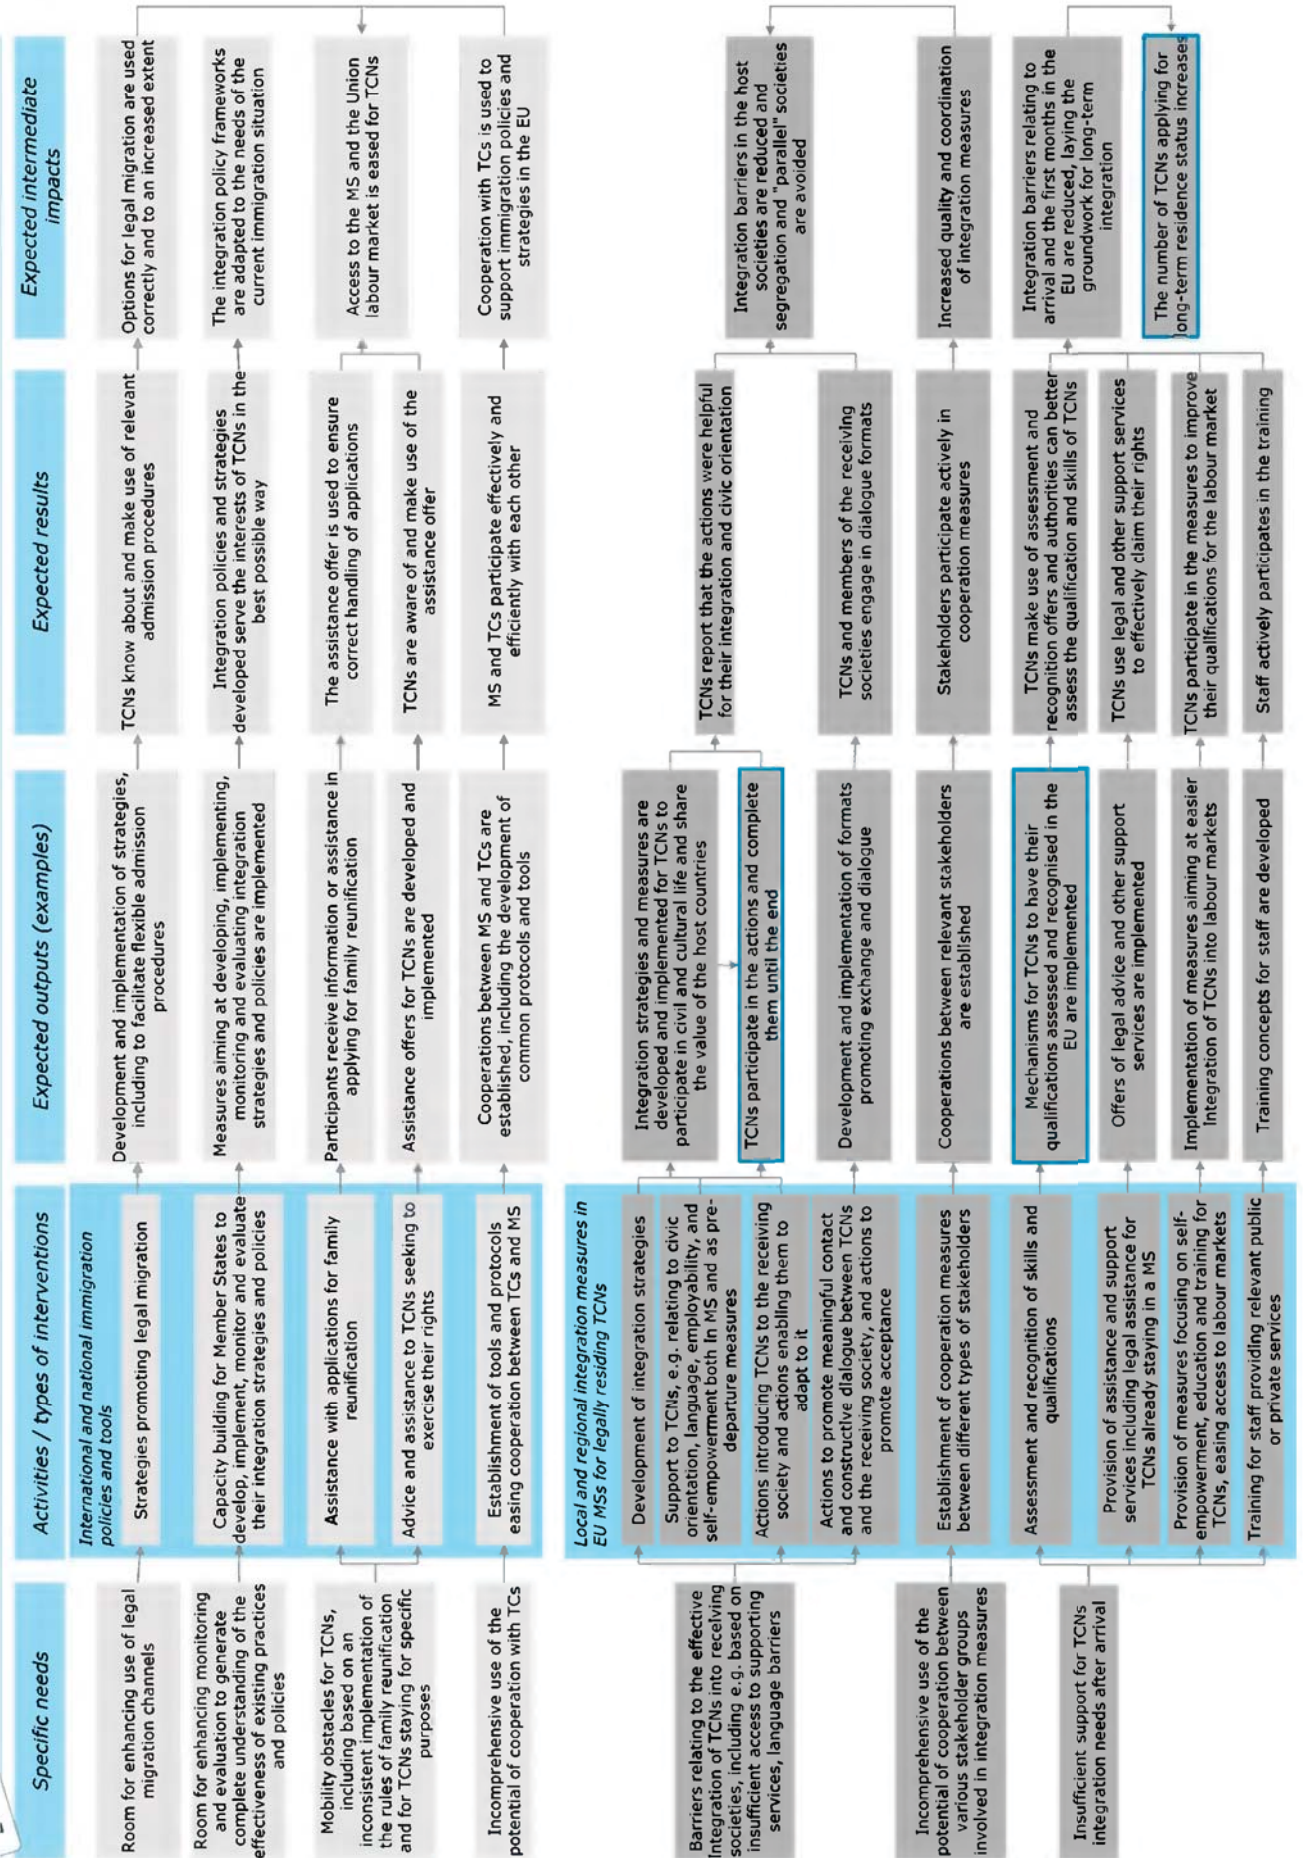 Specific needs
Activities / types of interventions
Expected outputs (examples)
Expected results
Expected intermediate
impacts
International and national immigration
policies and tools
Room for enhancing use of legal
migration channels
Strategies promoting legal migration
Development and implementation of strategies,
including to facilitate flexible admission
procedures
TCNs know about and make use of relevant
admission procedures
Options for legal migration are used
correctly and to an increased extent
Room for enhancing monitoring
and evaluation to generate
complete understanding of the
effectiveness of existing practices
and policies
Capacity building for Member States to
develop, implement, monitor and evaluate
their integration strategies and policies
Measures aiming at developing, implementing,
monitoring and evaluating integration
strategies and policies are implemented
Integration policies and strategies
developed serve the interests of TCNs in the
best possible way
The integration policy frameworks
are adapted to the needs of the
current immigration situation
Mobility obstacles for TCNs,
including based on an
inconsistent implementation of
the rules of family reunification
and for TCNs staying for specific
purposes
Assistance with applications for family
reunification
Participants receive information or assistance in
applying for family reunification
The assistance offer is used to ensure
correct handling of applications
Advice and assistance to TCNs seeking to
exercise their rights
Assistance offers for TCNs are developed and
implemented
TCNs are aware of and make use of the
assistance offer
Access to the MS and the Union
labour market is eased for TCNs
Incomprehensive use of the
potential of cooperation with TCs
Establishment of tools and protocols
easing cooperation between TCs and MS
Cooperations between MS and TCs are
established, including the development of
common protocols and tools
MS and TCs participate effectively and
efficiently with each other
Cooperation with TCs is used to
support immigration policies and
strategies in the EU
Local and regional integration measures in
EU MSs for legally residing TCNs
Barriers relating to the effective
Integration of TCNs into receiving
societies, including e.g. based on
insufficient access to supporting
services, language barriers
Development of integration strategies
Support to TCNs, e.g. relating to civic
orientation, language, employability, and
self-empowerment both In MS and as pre-
departure measures
Actions introducing TCNs to the receiving
society and actions enabling them to
adapt to it
Actions to promote meaningful contact
and constructive dialogue between TCNs
and the receiving society, and actions to
promote acceptance
Integration strategies and measures are
developed and implemented for TCNs to
participate in civil and cultural life and share
the value of the host countries
TCNs participate in the actions and complete
them until the end
Development and implementation of formats
promoting exchange and dialogue
TCNs report that the actions were helpful
for their integration and civic orientation
TCNs and members of the receiving
societies engage in dialogue formats
Integration barriers in the host
societies are reduced and
segregation and "parallel" societies
are avoided
Incomprehensive use of the
potential of cooperation between
various stakeholder groups
involved in integration measures
Establishment of cooperation measures
between different types of stakeholders
Cooperations between relevant stakeholders
are established
Stakeholders participate actively in
cooperation measures
Increased quality and coordination
of integration measures
Insufficient support for TCNs
integration needs after arrival
Assessment and recognition of skills and
qualifications
Mechanisms for TCNs to have their
qualifications assessed and recognised in the
EU are implemented
TCNs make use of assessment and
recognition offers and authorities can better
assess the qualification and skills of TCNs
Integration barriers relating to
arrival and the first months in the
EU are reduced, laying the
groundwork for long-term
integration
Provision of assistance and support
services including legal assistance for
TCNs already staying in a MS
Offers of legal advice and other support
services are implemented
TCNs use legal and other support services
to effectively claim their rights
Provision of measures focusing on self-
empowerment, education and training for
TCNs, easing access to labour markets
Implementation of measures aiming at easier
Integration of TCNs into labour markets
TCNs participate in the measures to improve
their qualifications for the labour market
The number of TCNs applying for
long-term residence status increases
Training for staff providing relevant public
or private services
Training concepts for staff are developed
Staff actively participates in the training